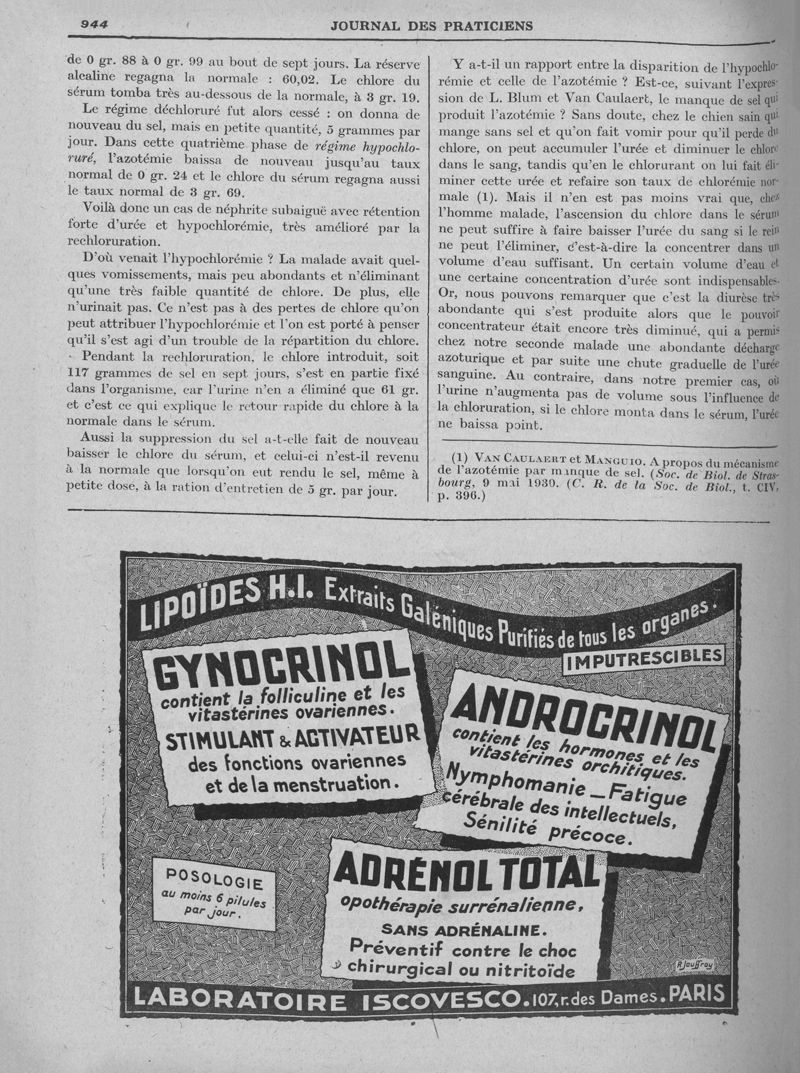 944
JOURNAL DES PRATICIENS
de 0 gr. 88 à 0 gr. 99 au bout de sept jours. La réserve
alcaline regagna la normale : 60,02. Le chlore du
sérum tomba très au-dessous de la normale, à 3 gr. 19.
Le régime déchloruré fut alors cessé : on donna de
nouveau du sel, mais en petite quantité, 5 grammes par
jour. Dans cette quatrième phase de régime hypochlo-
ruré, l'azotémie baissa de nouveau jusqu'au taux
normal de 0 gr. 24 et le chlore du sérum regagna aussi
le taux normal de 3 gr. 69.
Voilà donc un cas de néphrite subaiguë avec rétention
forte d'urée et hypochlorémie, très amélioré par la
rechloruration.
D'où venait l'hypochlorémie ? La malade avait quel-
ques vomissements, mais peu abondants et n'éliminant
qu'une très faible quantité de chlore. De plus, elle
n'urinait pas. Ce n'est pas à des pertes de chlore qu'on
peut attribuer l'hypochlorémie et l'on est porté à penser
qu'il s'est agi d'un trouble de la répartition du chlore.
Pendant la rechloruration, le chlore introduit, soit
117 grammes de sel en sept jours, s'est en partie fixé
dans l'organisme, car l'urine n'en a éliminé que 61 gr.
et c'est ce qui explique le retour rapide du chlore à la
normale dans le sérum.
Aussi la suppression du sel a-t-elle fait de nouveau
baisser le chlore du sérum, et celui-ci n'est-il revenu
à la normale que lorsqu'on eut rendu le sel, même à
petite dose, à la ration d'entretien de 5 gr. par jour.
Y a-t-il un rapport entre la disparition de l'hypochlo-
rémie et celle de l'azotémie ? Est-ce, suivant l'expres-
sion de L. Blum et Van Caulaert, le manque de sel qui
produit l'azotémie ? Sans doute, chez le chien sain qui
mange sans sel et qu'on fait vomir pour qu'il perde du
chlore, on peut accumuler l'urée et diminuer le chlore
dans le sang, tandis qu'en le chlorurant on lui fait éli-
miner cette urée et refaire son taux de chlorémie nor-
male (1). Mais il n'en est pas moins vrai que, chez
l'homme malade, l'ascension du chlore dans le sérum
ne peut suffire à faire baisser l'urée du sang si le rein
ne peut l'éliminer, c'est-à-dire la concentrer dans un
volume d'eau suffisant. Un certain volume d'eau et
une certaine concentration d'urée sont indispensables.
Or, nous pouvons remarquer que c'est la diurèse très
abondante qui s'est produite alors que le pouvoir
concentrateur était encore très diminué, qui a permis
chez notre seconde malade une abondante décharge
azoturique et par suite une chute graduelle de l'urée
sanguine. Au contraire, dans notre premier cas, où
l'urine n'augmenta pas de volume sous l'influence de
la chloruration, si le chlore monta dans le sérum, l'urée
ne baissa point.
(1) VAN CAULAERT et MANGUIO. A propos du mécanisme
de l'azotémie par manque de sel. (Soc. de Biol. de Stras-
bourg, 9 mai 1930. (C. R. de la Soc. de Biol., t. CIV,
p. 396.)
LIPOÏDES H.I. Extraits Galéniques Purifiés de tous les organes.
IMPUTRESCIBLES
GYNOCRINOL
contient la folliculine et les
vitastérines ovariennes.
STIMULANT & ACTIVATEUR
des fonctions ovariennes
et de la menstruation.
ANDROCRINOL
contient les hormones et les
vitastérines orchitiques.
Nymphomanie _ Fatigue
cérébrale des intellectuels,
Sénilité précoce.
POSOLOGIE
au moins 6 pilules
par jour.
ADRÉNOL TOTAL
opothérapie surrénalienne,
SANS ADRÉNALINE.
Préventif contre le choc
chirurgical ou nitritoïde
R. Jouffroy
LABORATOIRE ISCOVESCO. 107, r. des Dames. PARIS